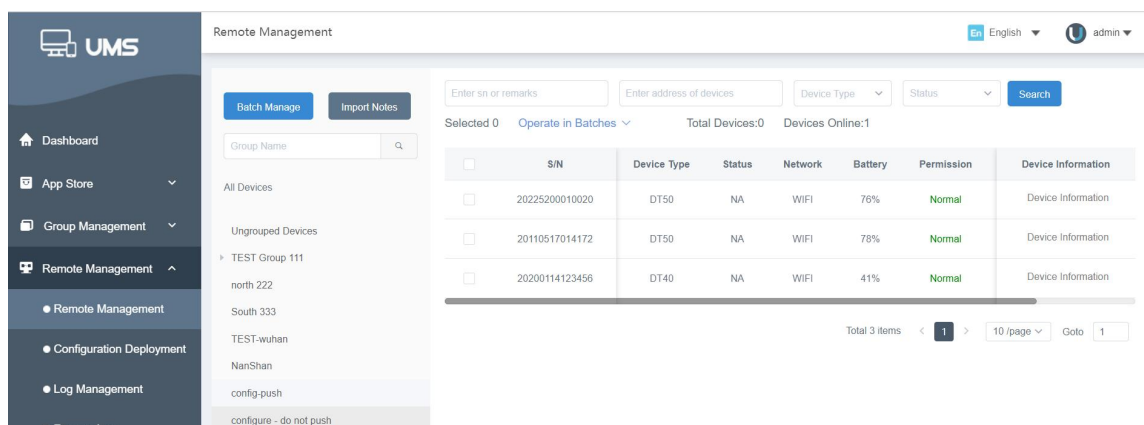 UMS
Remote Management
En English
admin
Dashboard
App Store
Group Management
Remote Management
Remote Management
Configuration Deployment
Log Management
Batch Manage
Import Notes
Group Name
All Devices
Ungrouped Devices
TEST Group 111
north 222
South 333
TEST-wuhan
NanShan
config-push
configure - do not push
Enter sn or remarks
Enter address of devices
Device Type
Status
Search
Selected 0 Operate in Batches Total Devices:0 Devices Online:1
S/N Device Type Status Network Battery Permission Device Information
20225200010020 DT50 NA WIFI 76% Normal Device Information
20110517014172 DT50 NA WIFI 78% Normal Device Information
20200114123456 DT40 NA WIFI 41% Normal Device Information
Total 3 items < 1 > 10 /page Goto 1